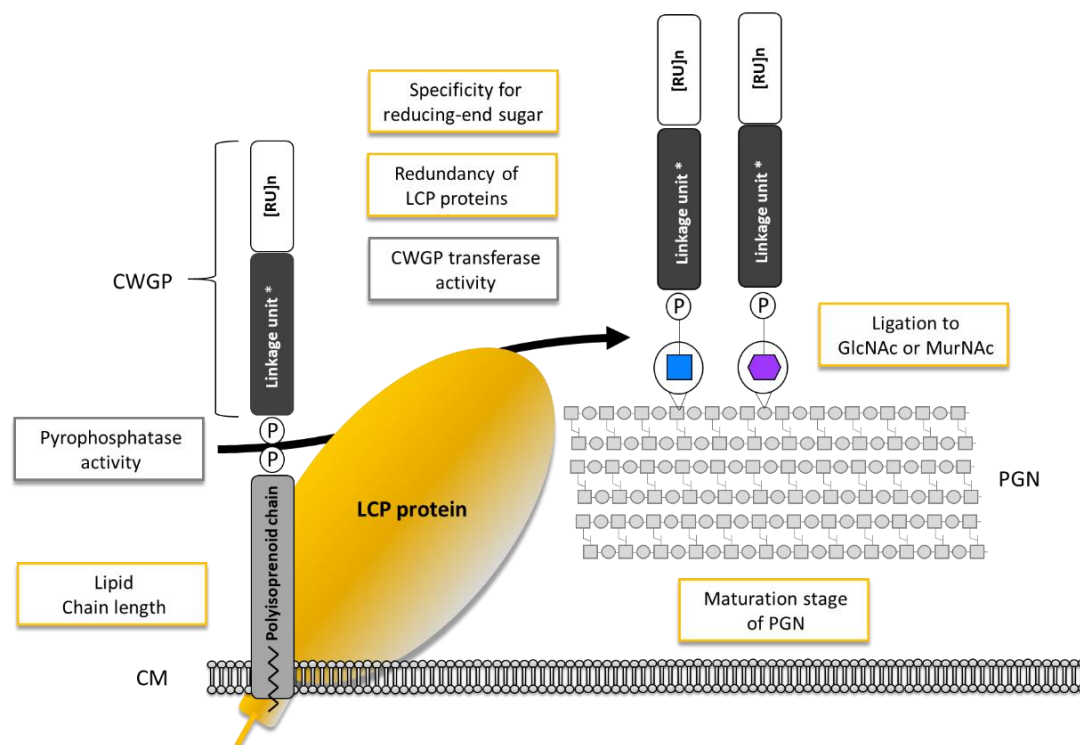 [RU]n
[RU]n
Specificity for
reducing-end sugar
Linkage unit *
Linkage unit *
[RU]n
Redundancy of
LCP proteins
CWGP transferase
activity
CWGP
Linkage unit *
P
P
Ligation to
GlcNAc or MurNAc
Pyrophosphatase
activity
P
P
PGN
LCP protein
Polyisoprenoid chain
Lipid
Chain length
Maturation stage
of PGN
CM